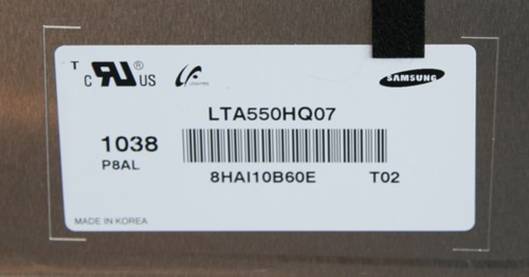 T
C US ®
SAMSUNG
LTA550HQ07
1038
P8AL
8HAI10B60E T02
MADE IN KOREA